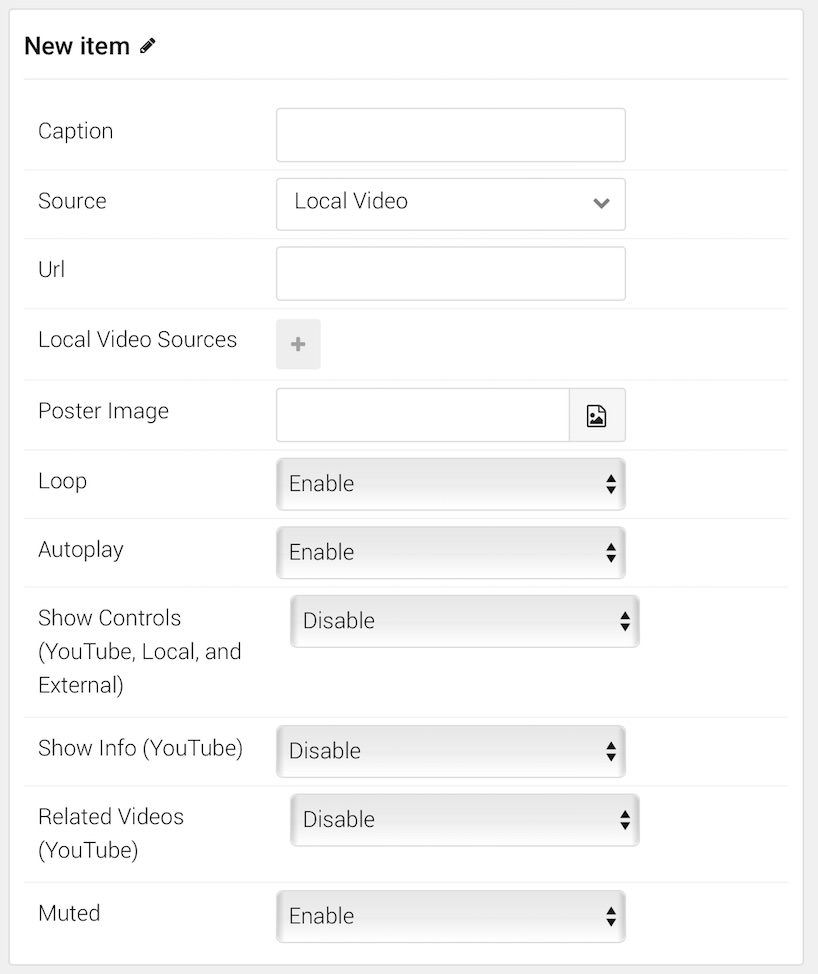 New item
Caption
Source
Local Video
Url
Local Video Sources
Poster Image
Loop
Enable
Autoplay
Enable
Show Controls
(YouTube, Local, and
External)
Disable
Show Info (YouTube)
Disable
Related Videos
(YouTube)
Disable
Muted
Enable